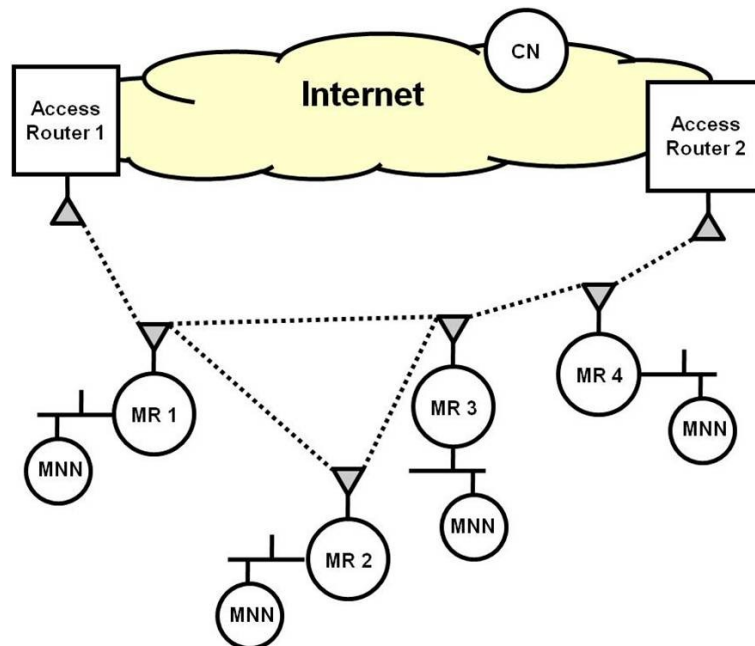 CN
Internet
Access
Router 1
Access
Router 2
MR 1
MR 3
MR 4
MNN
MNN
MR 2
MNN
MNN